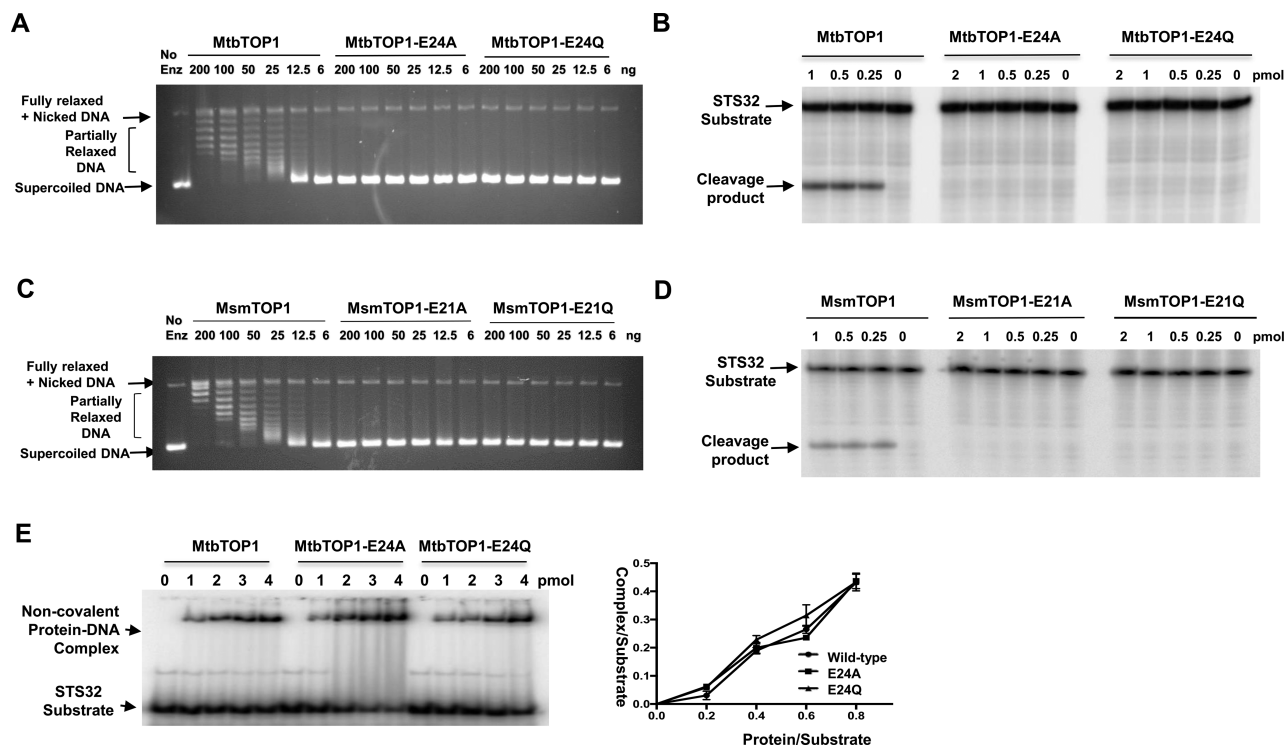 A
MtbTOP1 MtbTOP1-E24A MtbTOP1-E24Q
No
Enz 200 100 50 25 12.5 6 200 100 50 25 12.5 6 200 100 50 25 12.5 6 ng
Fully relaxed
+ Nicked DNA
Partially
Relaxed
DNA
Supercoiled DNA
B
MtbTOP1 MtbTOP1-E24A MtbTOP1-E24Q
1 0.5 0.25 0 2 1 0.5 0.25 0 2 1 0.5 0.25 0 pmol
STS32
Substrate
Cleavage
product
C
MsmTOP1 MsmTOP1-E21A MsmTOP1-E21Q
No
Enz 200 100 50 25 12.5 6 200 100 50 25 12.5 6 200 100 50 25 12.5 6 ng
Fully relaxed
+ Nicked DNA
Partially
Relaxed
DNA
Supercoiled DNA
D
MsmTOP1 MsmTOP1-E21A MsmTOP1-E21Q
1 0.5 0.25 0 2 1 0.5 0.25 0 2 1 0.5 0.25 0 pmol
STS32
Substrate
Cleavage
product
E
MtbTOP1 MtbTOP1-E24A MtbTOP1-E24Q
0 1 2 3 4 0 1 2 3 4 0 1 2 3 4 pmol
Non-covalent
Protein-DNA
Complex
STS32
Substrate
Complex/Substrate
0.5
0.4
0.3
0.2
0.1
0.0
Wild-type
E24A
E24Q
0.0 0.2 0.4 0.6 0.8
Protein/Substrate